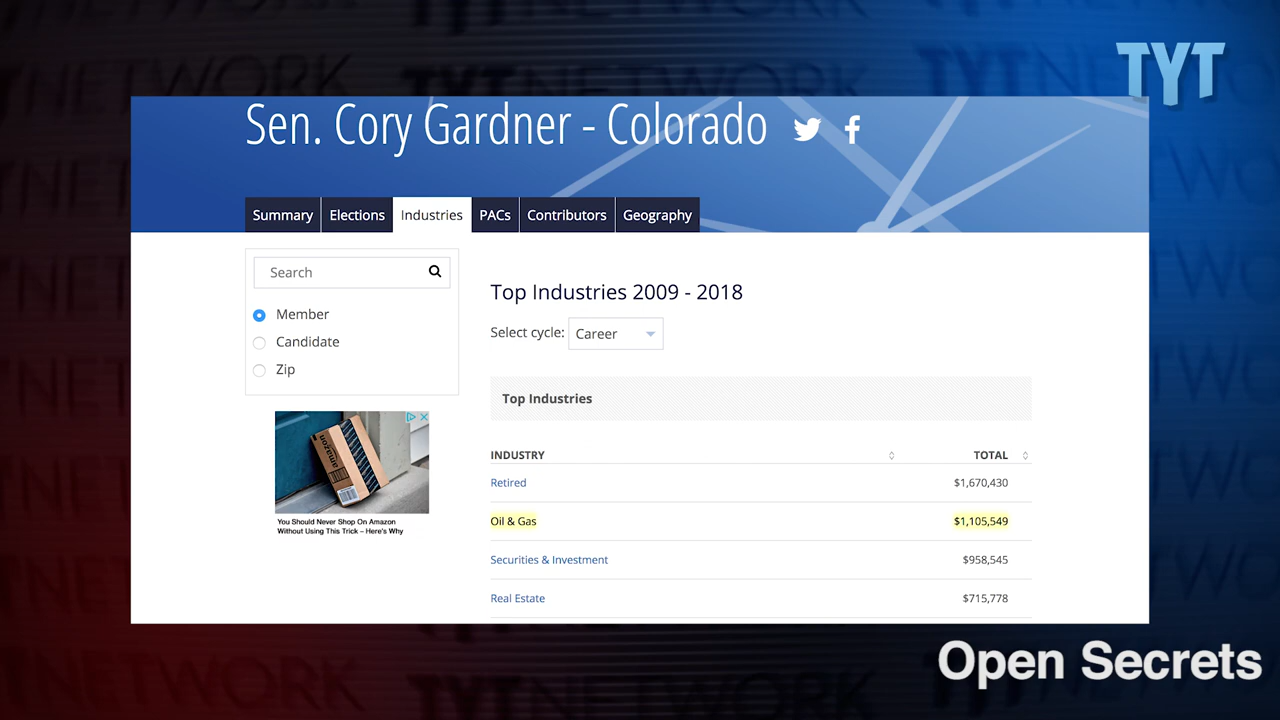 TYT
Sen. Cory Gardner - Colorado
Summary Elections Industries PACs Contributors Geography
Search
Member
Candidate
Zip
Top Industries 2009 - 2018
Select cycle: Career
Top Industries
INDUSTRY TOTAL
Retired $1,670,430
Oil & Gas $1,105,549
Securities & Investment $958,545
Real Estate $715,778
amazon
You Should Never Shop On Amazon
Without Using This Trick – Here's Why
Open Secrets
TYTNETWORK